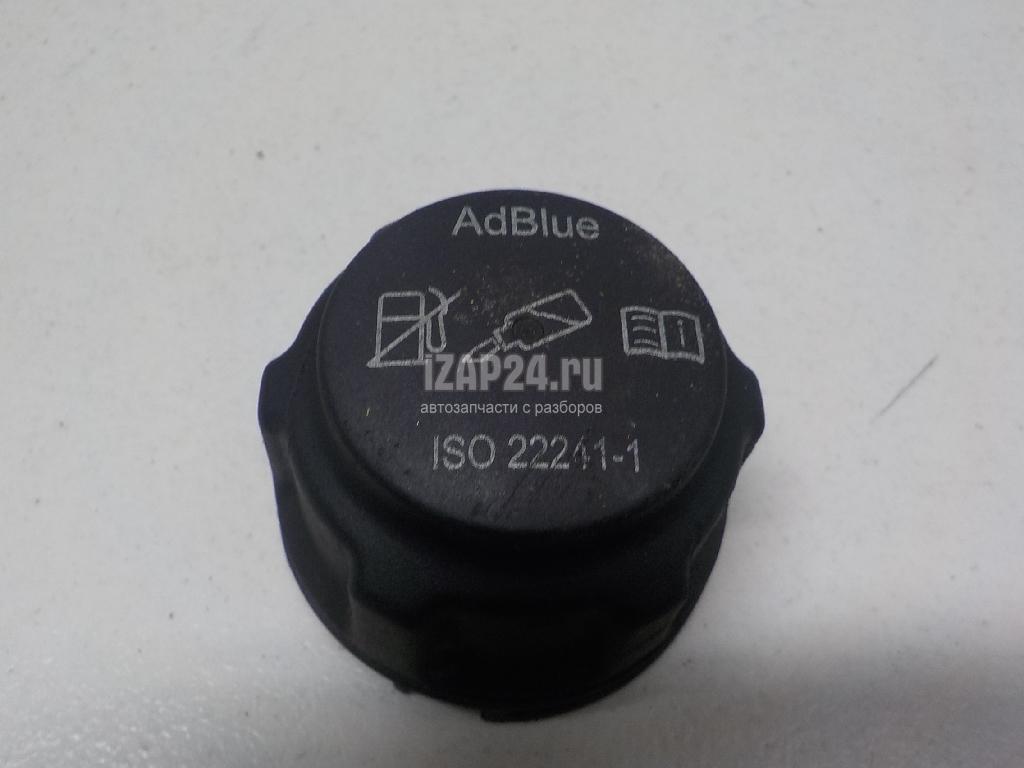 AdBlue
iZAP24.ru
автозапчасти с разборов
ISO 22241-1